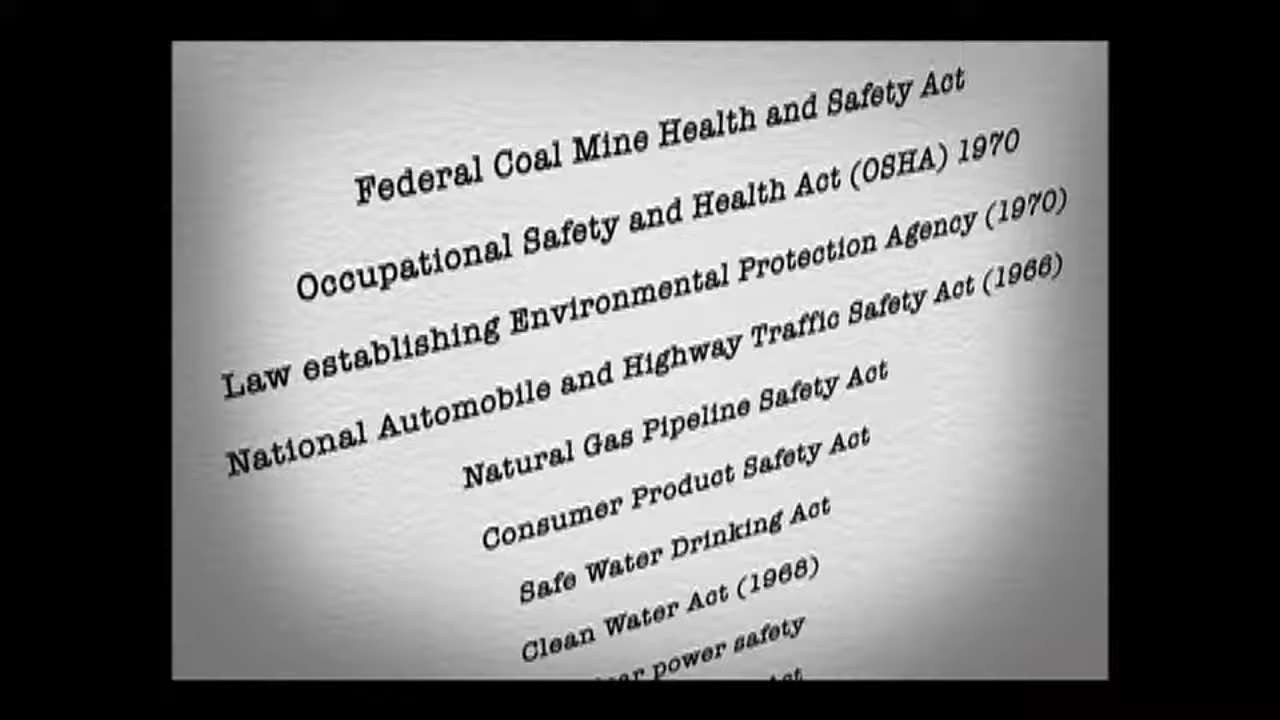 Federal Coal Mine Health and Safety Act
Occupational Safety and Health Act (OSHA) 1970
Law establishing Environmental Protection Agency (1970)
National Automobile and Highway Traffic Safety Act (1966)
Natural Gas Pipeline Safety Act
Consumer Product Safety Act
Safe Water Drinking Act
Clean Water Act (1968)
power safety
Act